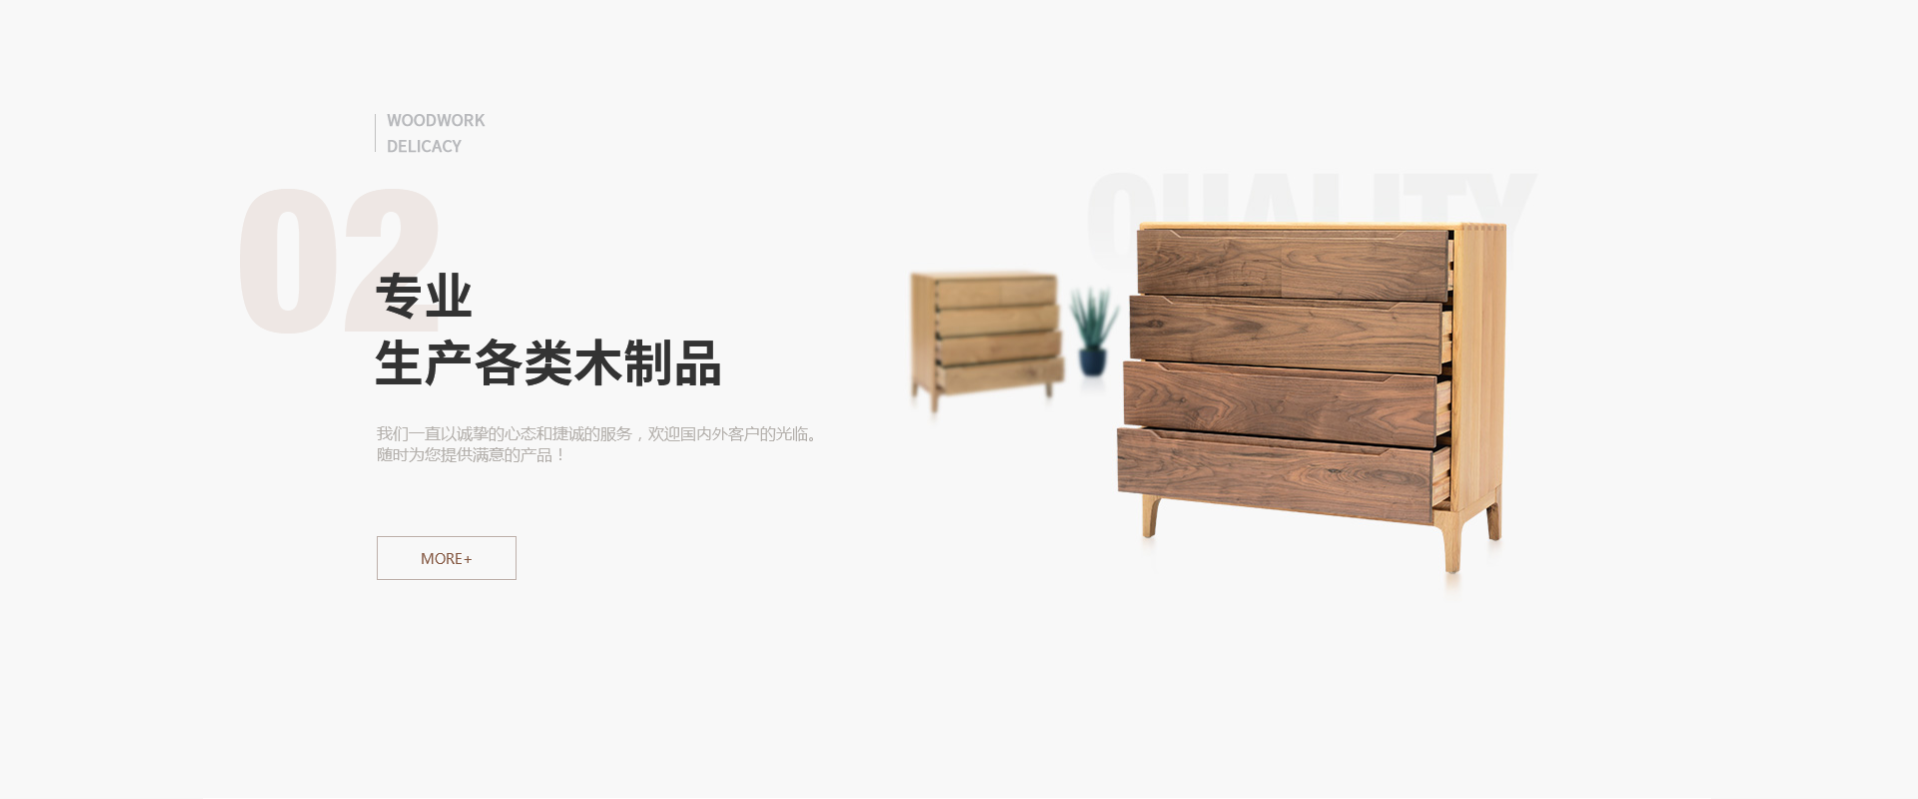 WOODWORK
DELICACY
02
专业
生产各类木制品
我们一直以诚挚的心态和捷诚的服务，欢迎国内外客户的光临。
随时为您提供满意的产品！
MORE+
QUALITY